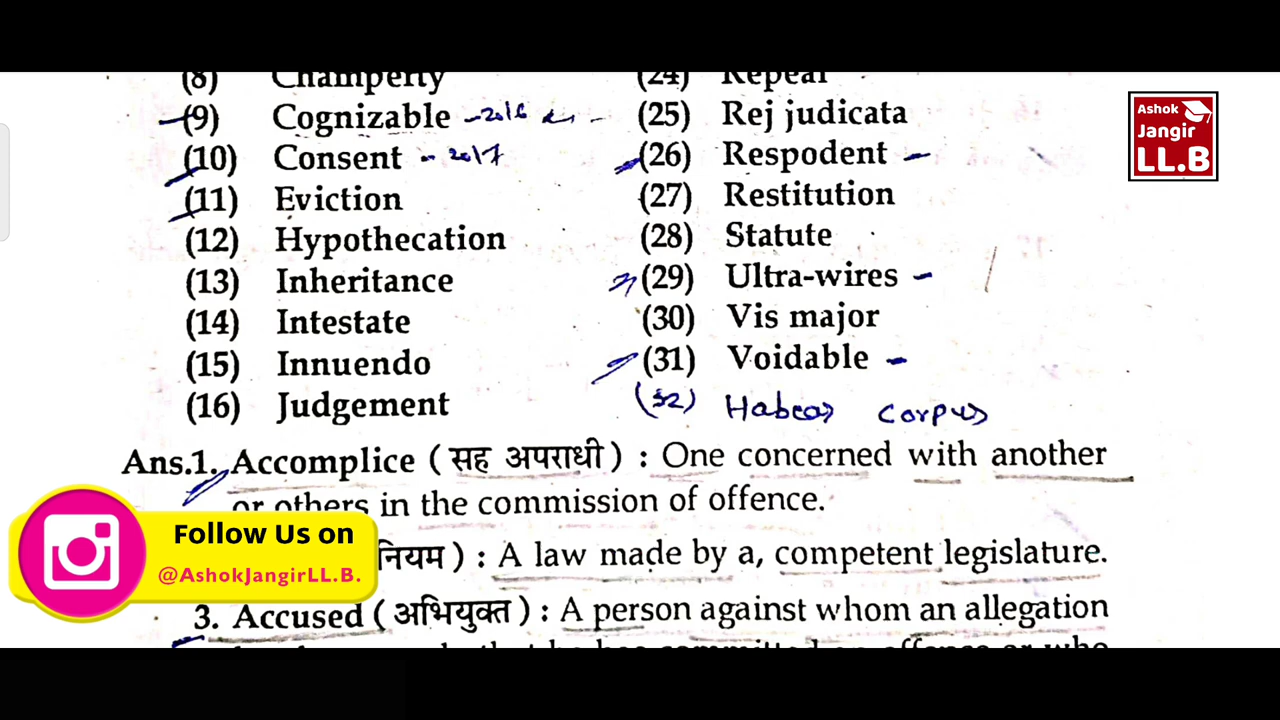 (8) Champerty
(9) Cognizable - 2016
(10) Consent - 2017
(11) Eviction
(12) Hypothecation
(13) Inheritance
(14) Intestate
(15) Innuendo
(16) Judgement
(24) Repeal
(25) Rej judicata
(26) Respodent -
(27) Restitution
(28) Statute
(29) Ultra-wires -
(30) Vis major
(31) Voidable -
(32) Habeas corpus
Ans.1. Accomplice ( सह अपराधी ) : One concerned with another
or others in the commission of offence.
नियम ) : A law made by a, competent legislature.
3. Accused ( अभियुक्त ) : A person against whom an allegation
Ashok
Jangir
LL.B
Follow Us on
@AshokJangirLL.B.